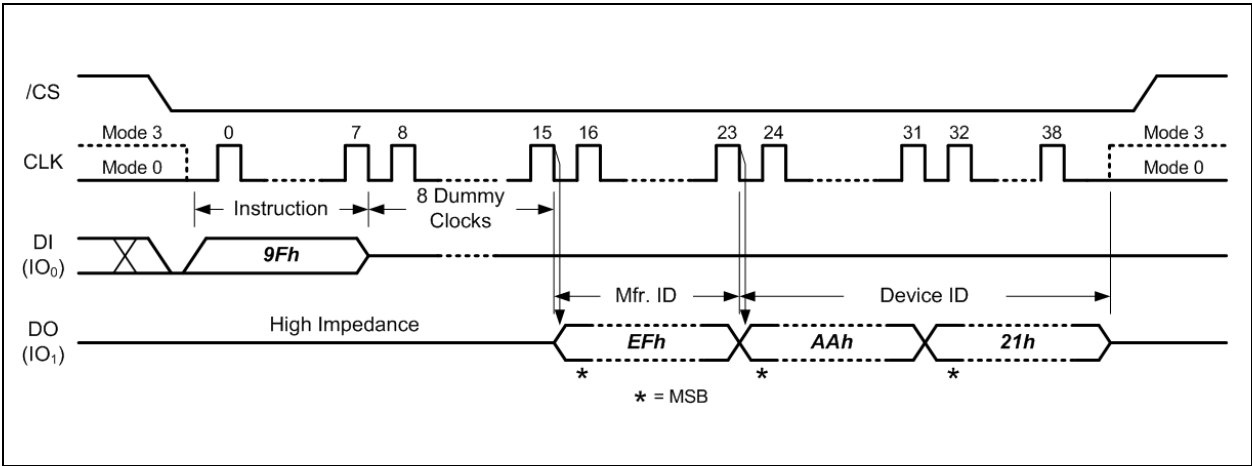 /CS
Mode 3 0 7 8 15 16 23 24 31 32 38 Mode 3
CLK
Mode 0 Mode 0
Instruction 8 Dummy
Clocks
DI
(IO₀)
9Fh
Mfr. ID Device ID
DO
(IO₁)
High Impedance EFh AAh 21h
* * *
* = MSB